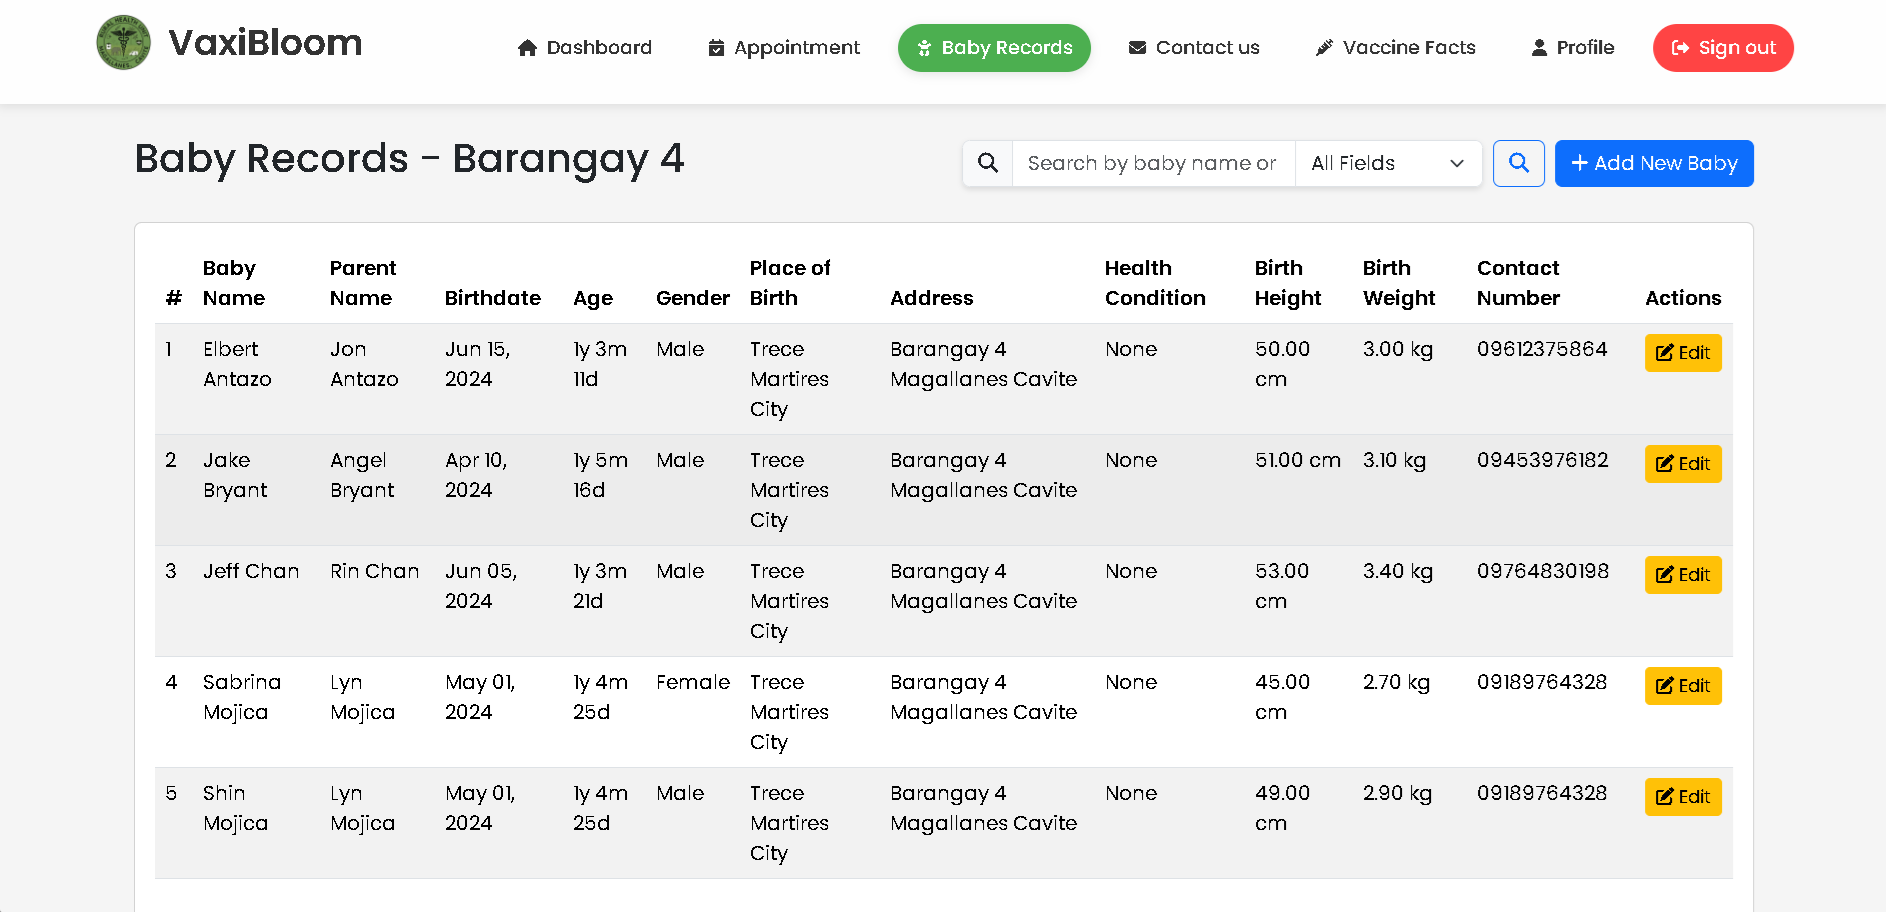 VaxiBloom
Dashboard
Appointment
Baby Records
Contact us
Vaccine Facts
Profile
Sign out
Baby Records - Barangay 4
Search by baby name or
All Fields
+ Add New Baby
# Baby Name Parent Name Birthdate Age Gender Place of Birth Address Health Condition Birth Height Birth Weight Contact Number Actions
1 Elbert Antazo Jon Antazo Jun 15, 2024 1y 3m 11d Male Trece Martires City Barangay 4 Magallanes Cavite None 50.00 cm 3.00 kg 09612375864 Edit
2 Jake Bryant Angel Bryant Apr 10, 2024 1y 5m 16d Male Trece Martires City Barangay 4 Magallanes Cavite None 51.00 cm 3.10 kg 09453976182 Edit
3 Jeff Chan Rin Chan Jun 05, 2024 1y 3m 21d Male Trece Martires City Barangay 4 Magallanes Cavite None 53.00 cm 3.40 kg 09764830198 Edit
4 Sabrina Mojica Lyn Mojica May 01, 2024 1y 4m 25d Female Trece Martires City Barangay 4 Magallanes Cavite None 45.00 cm 2.70 kg 09189764328 Edit
5 Shin Mojica Lyn Mojica May 01, 2024 1y 4m 25d Male Trece Martires City Barangay 4 Magallanes Cavite None 49.00 cm 2.90 kg 09189764328 Edit